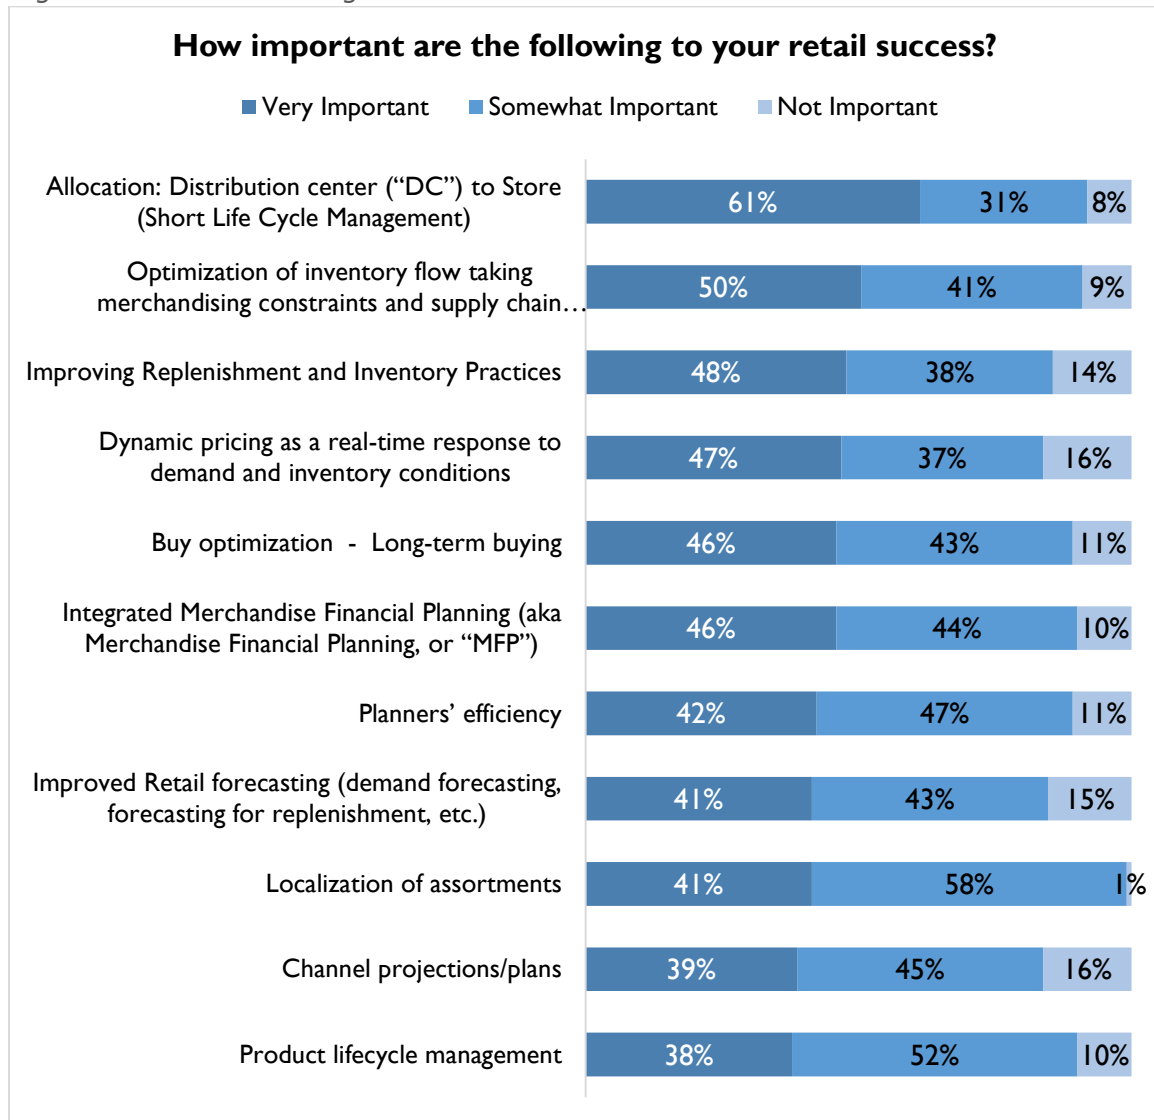 How important are the following to your retail success?
Very Important Somewhat Important Not Important
Allocation: Distribution center (“DC”) to Store
(Short Life Cycle Management)
61% 31% 8%
Optimization of inventory flow taking
merchandising constraints and supply chain…
50% 41% 9%
Improving Replenishment and Inventory Practices
48% 38% 14%
Dynamic pricing as a real-time response to
demand and inventory conditions
47% 37% 16%
Buy optimization - Long-term buying
46% 43% 11%
Integrated Merchandise Financial Planning (aka
Merchandise Financial Planning, or “MFP”)
46% 44% 10%
Planners’ efficiency
42% 47% 11%
Improved Retail forecasting (demand forecasting,
forecasting for replenishment, etc.)
41% 43% 15%
Localization of assortments
41% 58% 1%
Channel projections/plans
39% 45% 16%
Product lifecycle management
38% 52% 10%